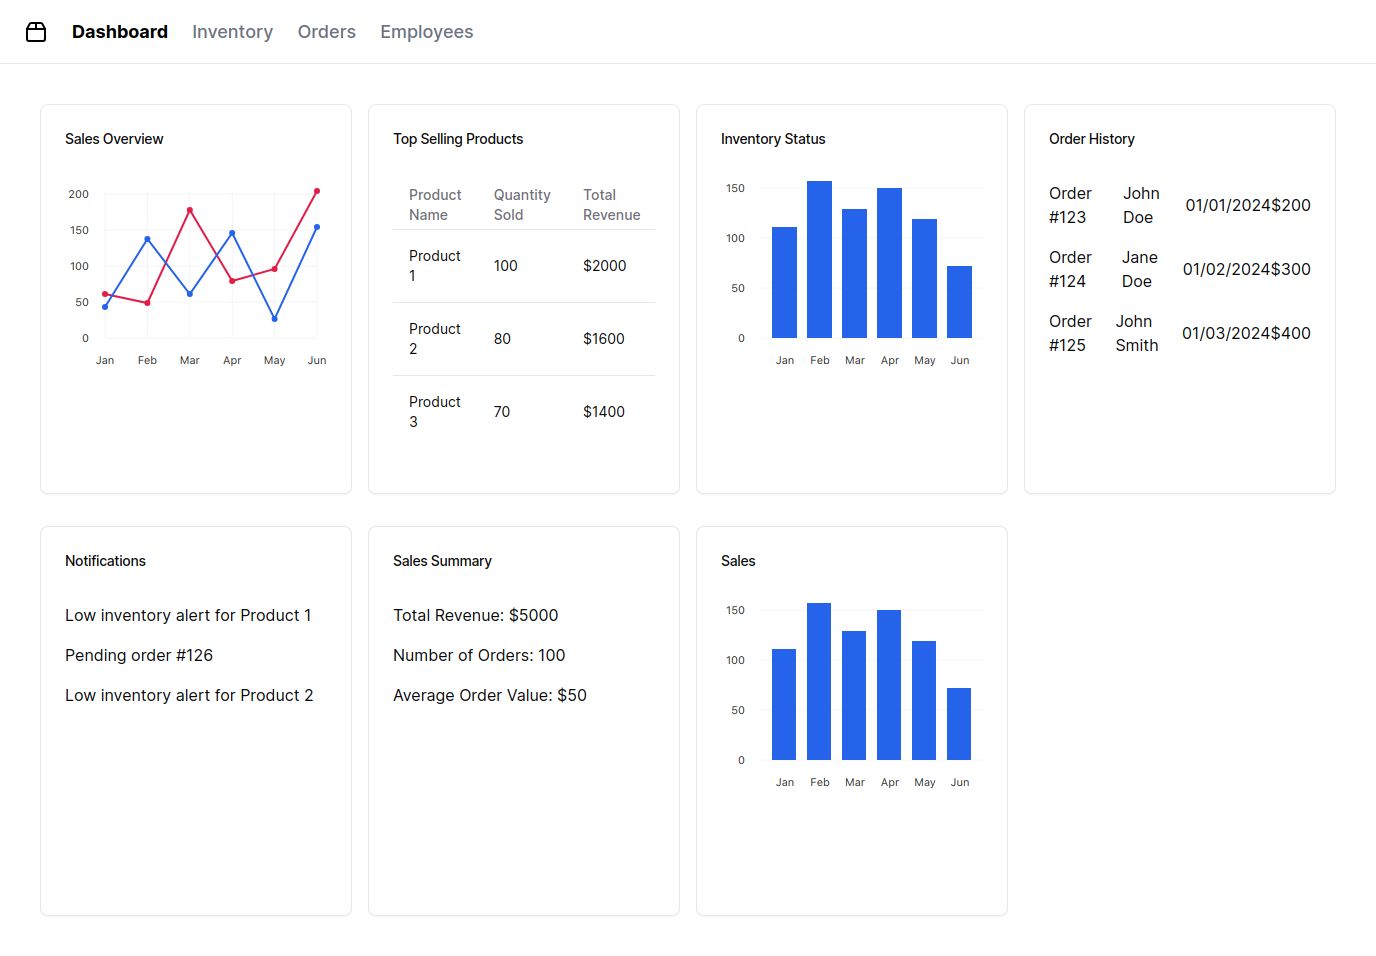 Dashboard Inventory Orders Employees
Sales Overview
200
150
100
50
0
Jan Feb Mar Apr May Jun
Top Selling Products
Product Name Quantity Sold Total Revenue
Product 1 100 $2000
Product 2 80 $1600
Product 3 70 $1400
Inventory Status
150
100
50
0
Jan Feb Mar Apr May Jun
Order History
Order #123 John Doe 01/01/2024$200
Order #124 Jane Doe 01/02/2024$300
Order #125 John Smith 01/03/2024$400
Notifications
Low inventory alert for Product 1
Pending order #126
Low inventory alert for Product 2
Sales Summary
Total Revenue: $5000
Number of Orders: 100
Average Order Value: $50
Sales
150
100
50
0
Jan Feb Mar Apr May Jun